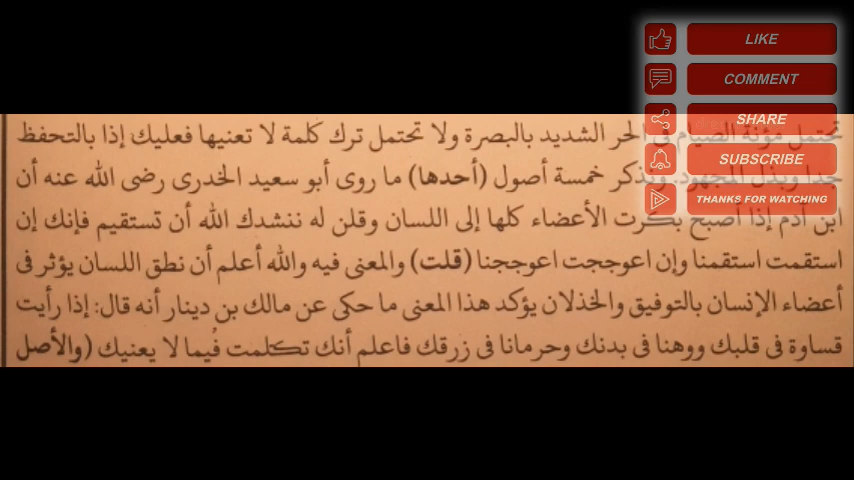 LIKE
COMMENT
SHARE
SUBSCRIBE
THANKS FOR WATCHING
تحتمل مؤنة الصيام فى الحر الشديد بالبصرة ولا تحتمل ترك كلمة لا تعنيها فعليك إذا بالتحفظ
جدا وبذل المجهود. ونذكر خمسة أصول (أحدها) ما روى أبو سعيد الخدرى رضى الله عنه أن
ابن آدم إذا أصبح بكرت الأعضاء كلها إلى اللسان وقلن له ننشدك الله أن تستقيم فإنك إن
استقمت استقمنا وإن اعوججت اعوججنا (قلت) والمعنى فيه والله أعلم أن نطق اللسان يؤثر فى
أعضاء الإنسان بالتوفيق والخذلان يؤكد هذا المعنى ما حكى عن مالك بن دينار أنه قال: إذا رأيت
قساوة فى قلبك ووهنا فى بدنك وحرمانا فى رزقك فاعلم أنك تكلمت فيما لا يعنيك (والأصل